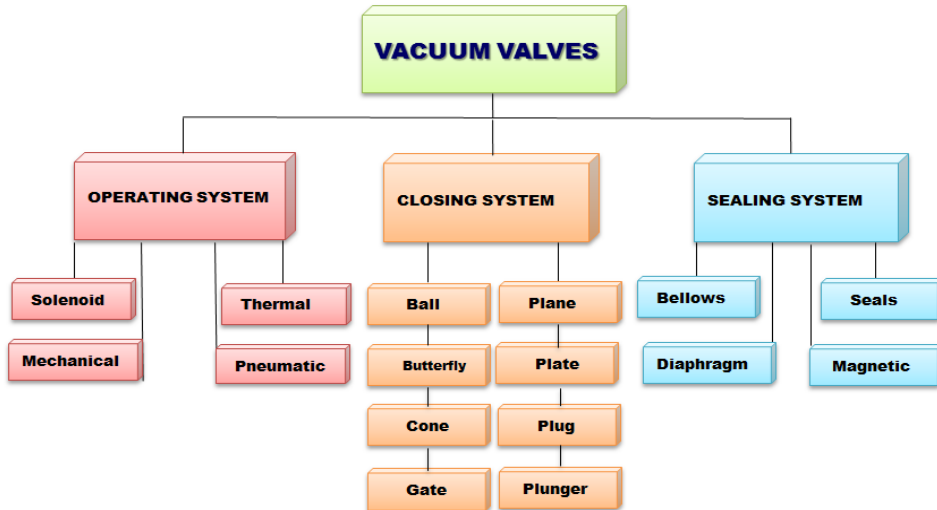 VACUUM VALVES
OPERATING SYSTEM
CLOSING SYSTEM
SEALING SYSTEM
Solenoid
Thermal
Mechanical
Pneumatic
Ball
Plane
Butterfly
Plate
Cone
Plug
Gate
Plunger
Bellows
Seals
Diaphragm
Magnetic